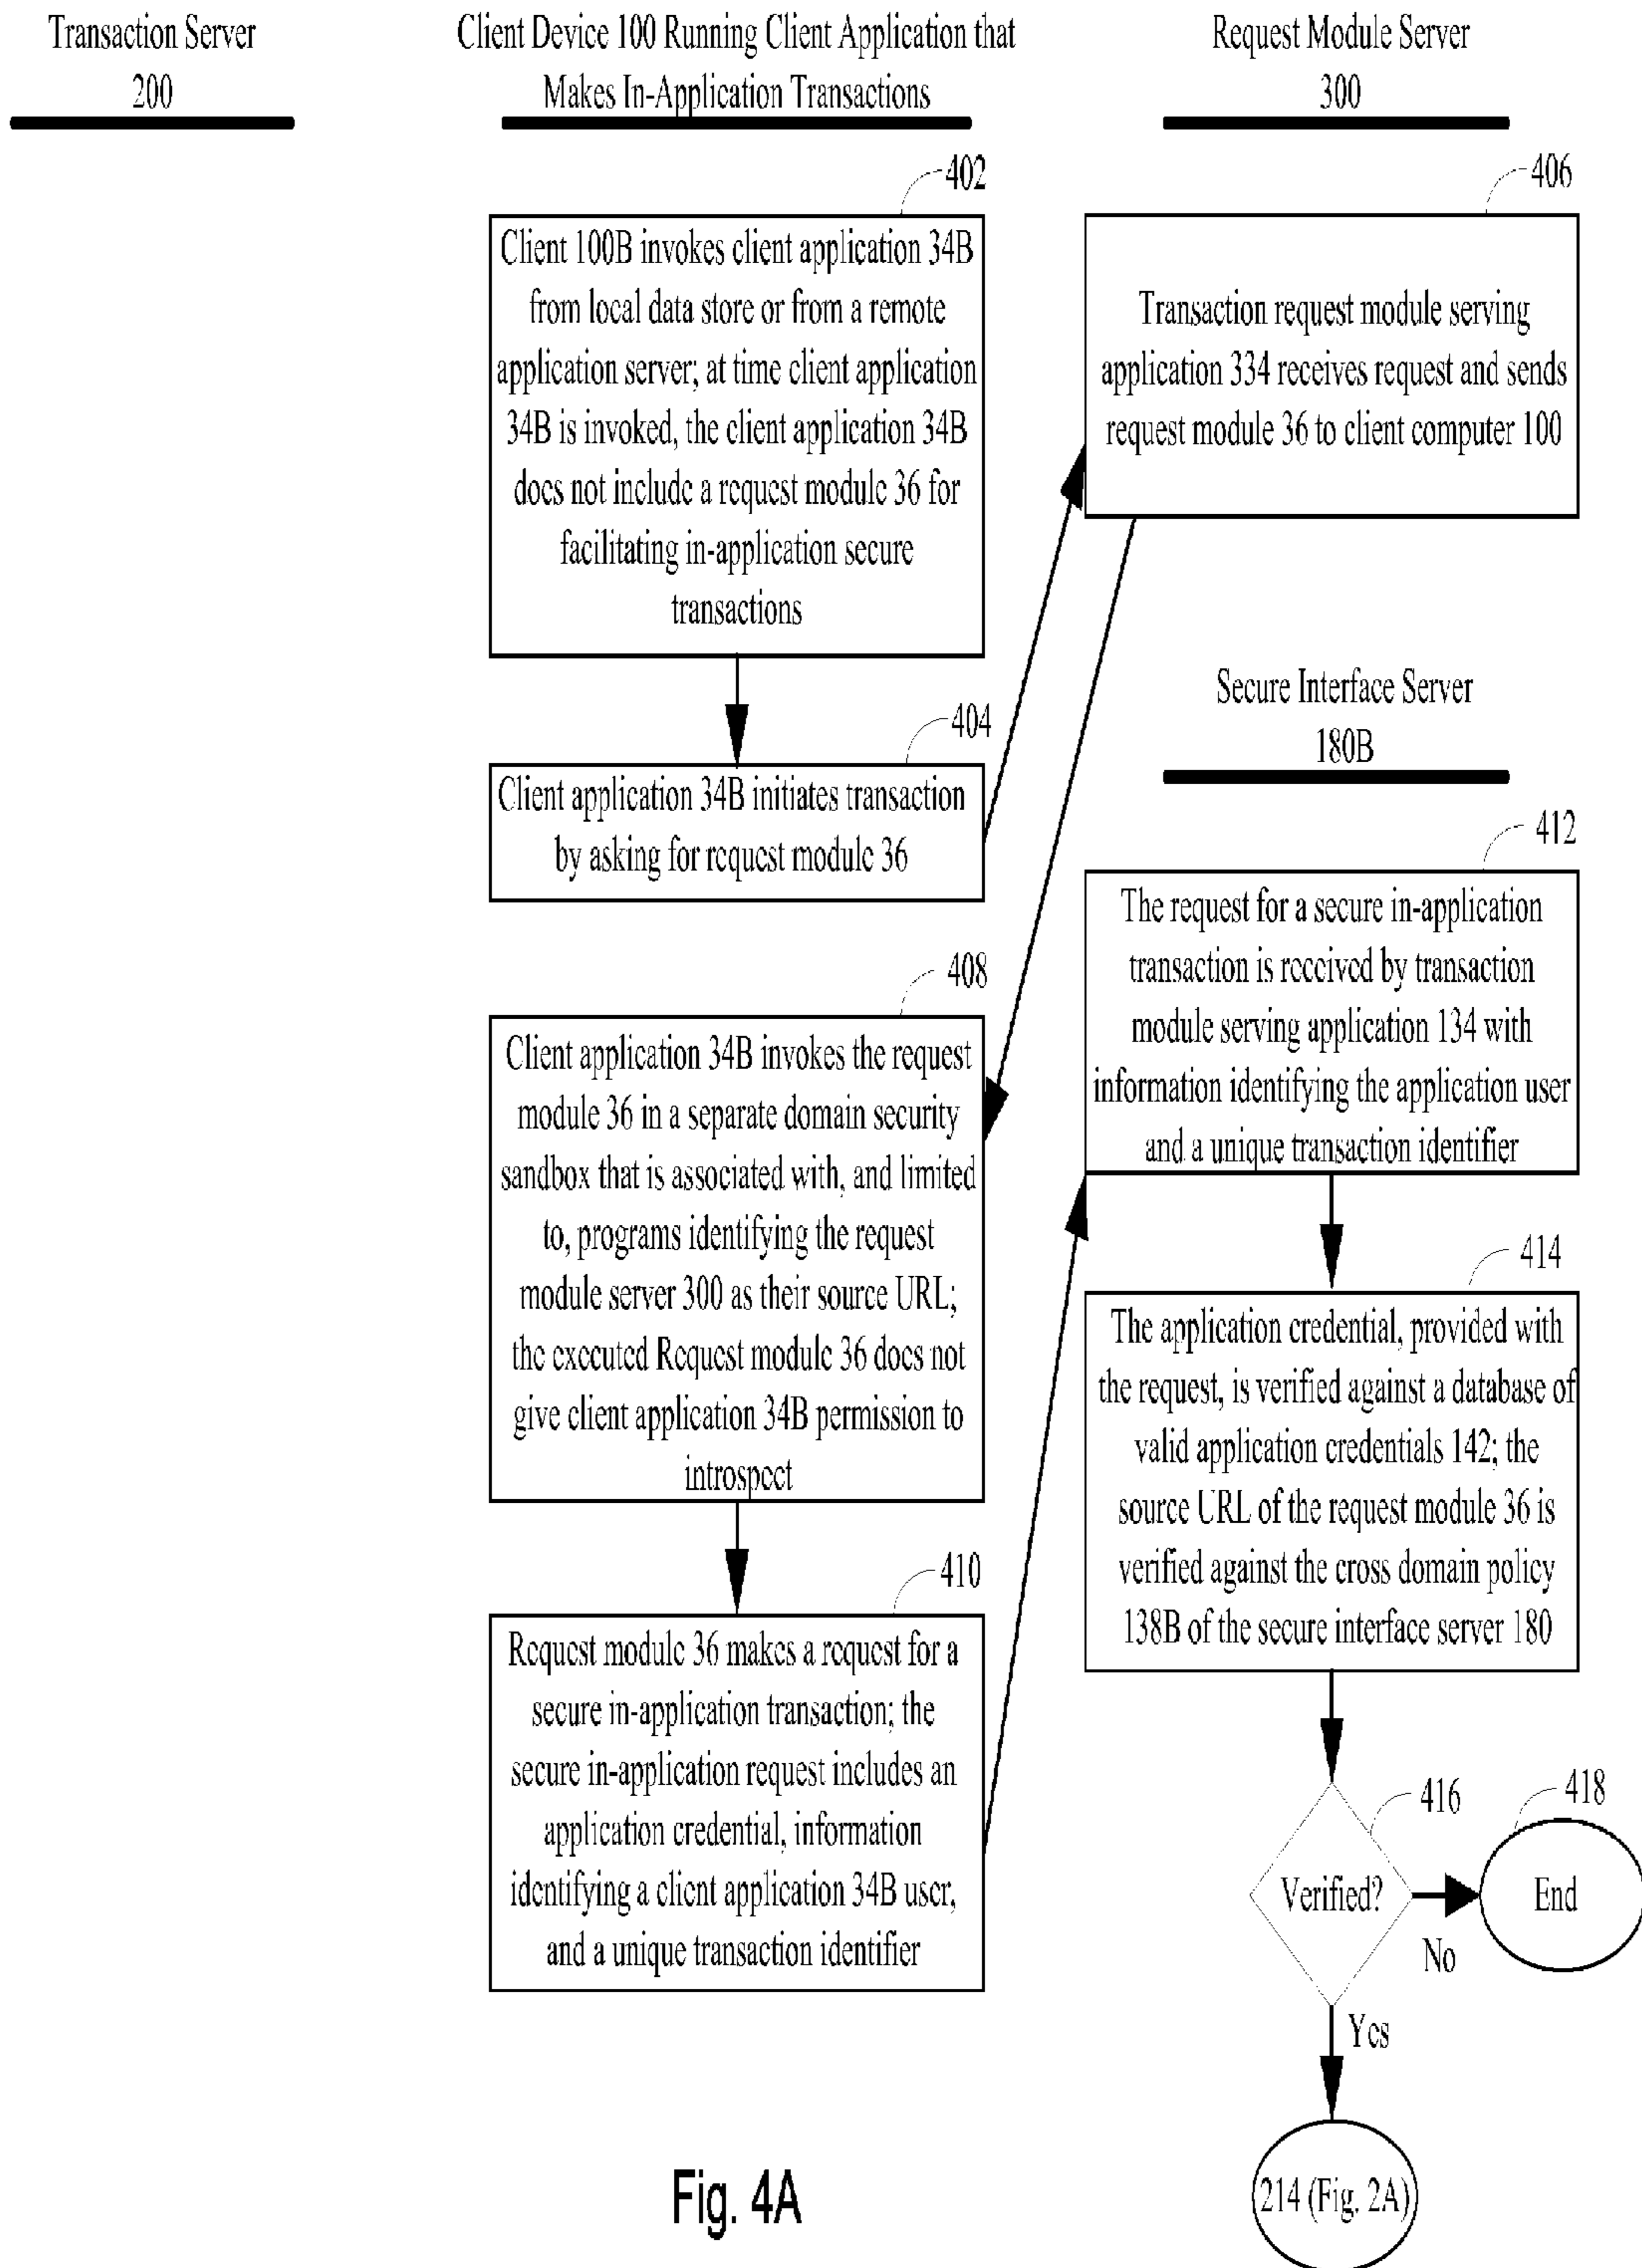 Transaction Server
200
Client Device 100 Running Client Application that
Makes In-Application Transactions
Request Module Server
300
402
Client 100B invokes client application 34B
from local data store or from a remote
application server; at time client application
34B is invoked, the client application 34B
does not include a request module 36 for
facilitating in-application secure
transactions
404
Client application 34B initiates transaction
by asking for request module 36
406
Transaction request module serving
application 334 receives request and sends
request module 36 to client computer 100
408
Client application 34B invokes the request
module 36 in a separate domain security
sandbox that is associated with, and limited
to, programs identifying the request
module server 300 as their source URL;
the executed Request module 36 does not
give client application 34B permission to
introspect
410
Request module 36 makes a request for a
secure in-application transaction; the
secure in-application request includes an
application credential, information
identifying a client application 34B user,
and a unique transaction identifier
Secure Interface Server
180B
412
The request for a secure in-application
transaction is received by transaction
module serving application 134 with
information identifying the application user
and a unique transaction identifier
414
The application credential, provided with
the request, is verified against a database of
valid application credentials 142; the
source URL of the request module 36 is
verified against the cross domain policy
138B of the secure interface server 180
416
Verified?
418
End
No
Yes
214 (Fig. 2A)
Fig. 4A